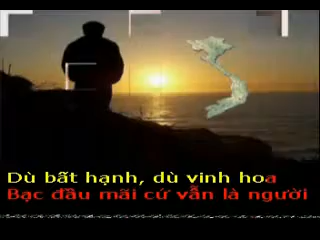 Dù bất hạnh, dù vinh hoa
Bạc đầu mãi cứ vẫn là người